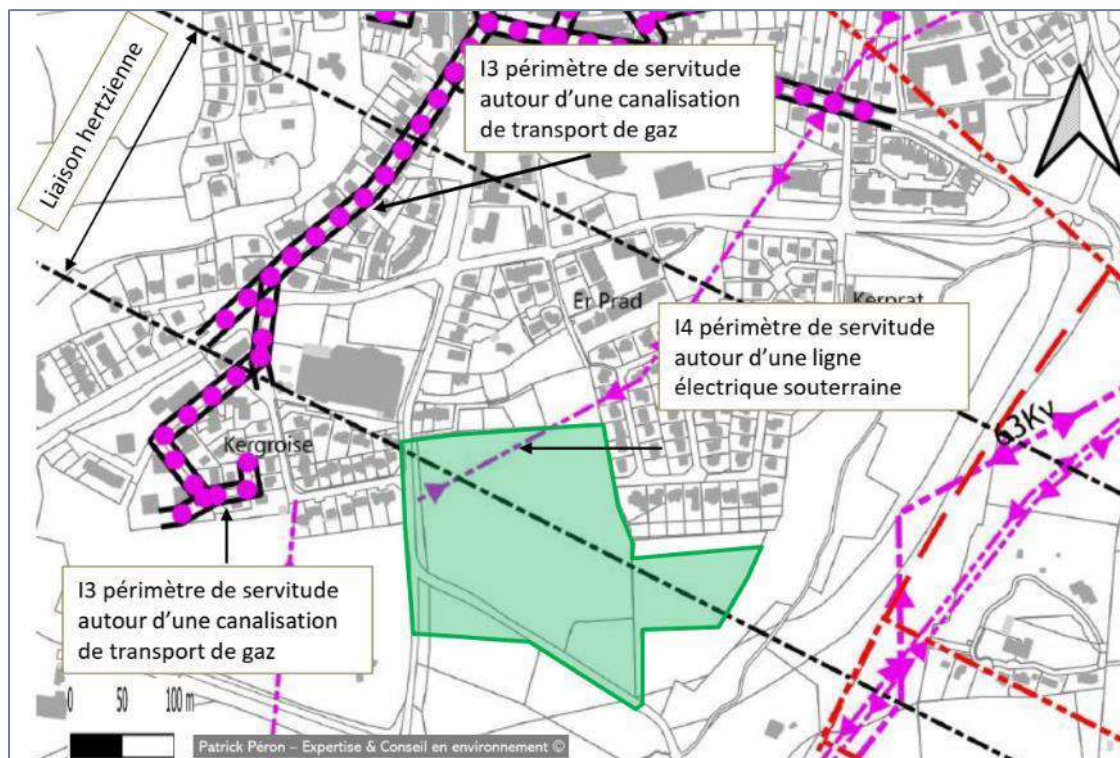 Liaison hertzienne
I3 périmètre de servitude
autour d’une canalisation
de transport de gaz
Er Prad
Kerprat
I4 périmètre de servitude
autour d’une ligne
électrique souterraine
63Kv
Kergroise
I3 périmètre de servitude
autour d’une canalisation
de transport de gaz
0 50 100 m
Patrick Péron – Expertise & Conseil en environnement ©